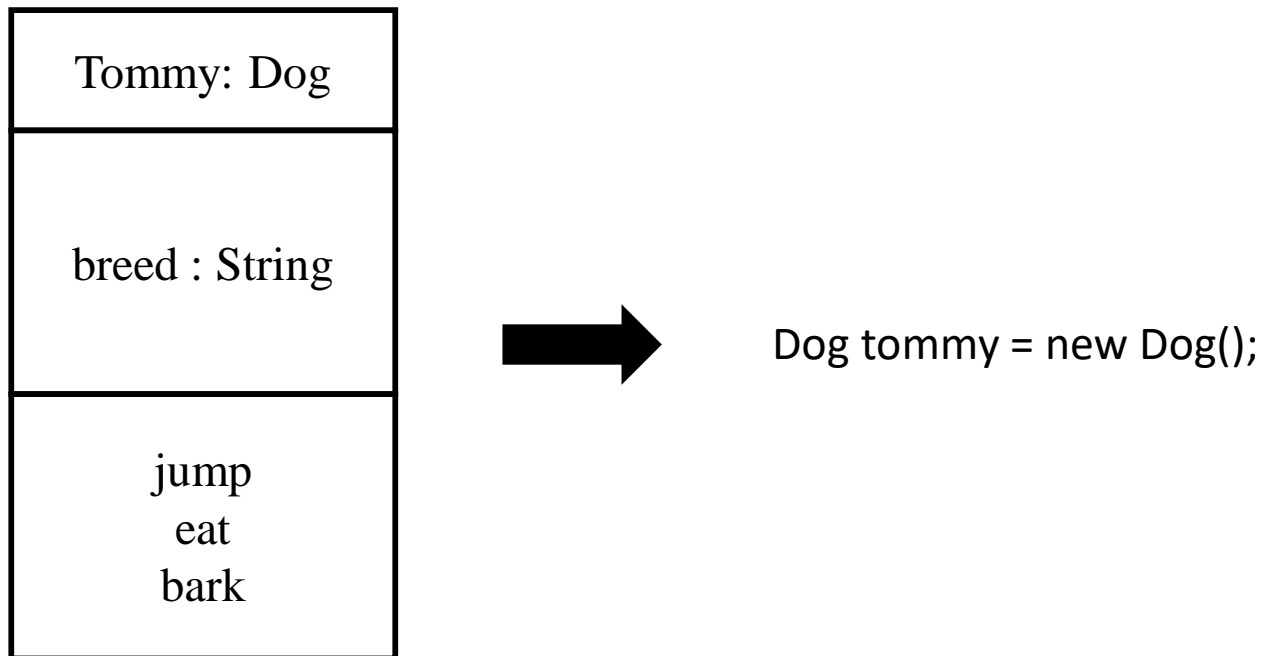 Tommy: Dog
breed : String
jump
eat
bark
Dog tommy = new Dog();